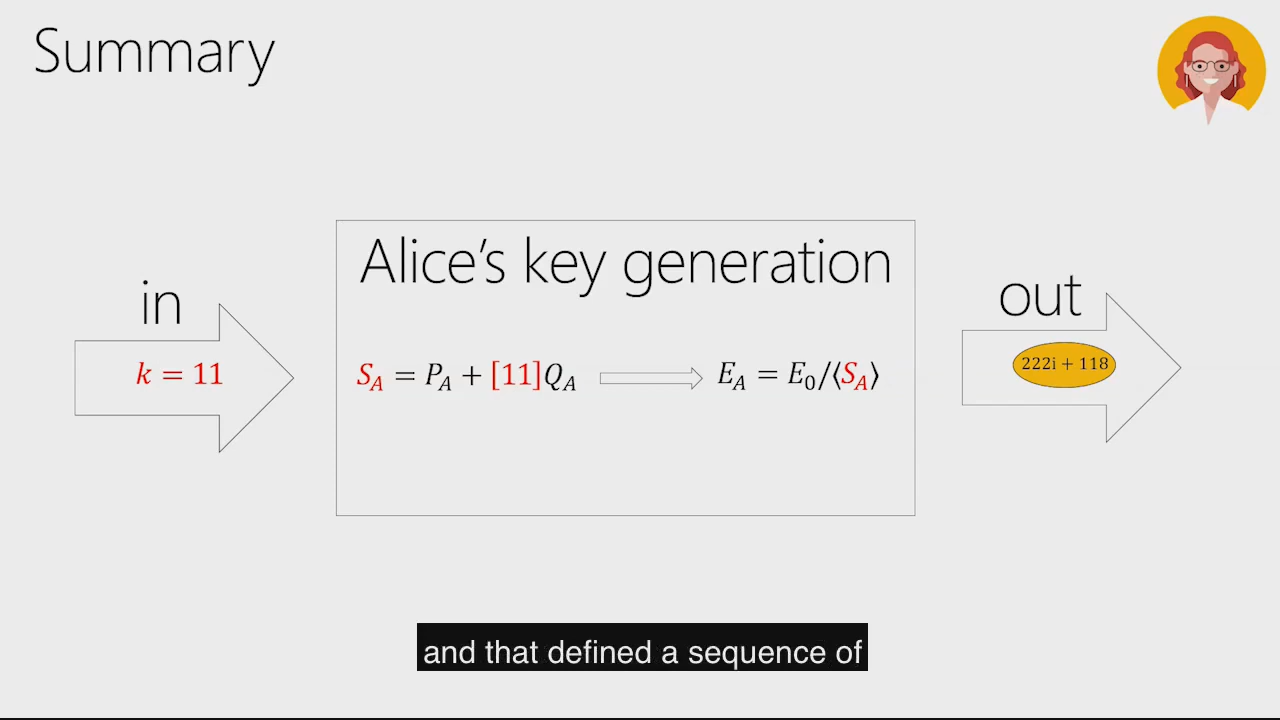 Summary
in
k = 11
Alice's key generation
S_A = P_A + [11]Q_A
E_A = E_0/⟨S_A⟩
out
222i + 118
and that defined a sequence of